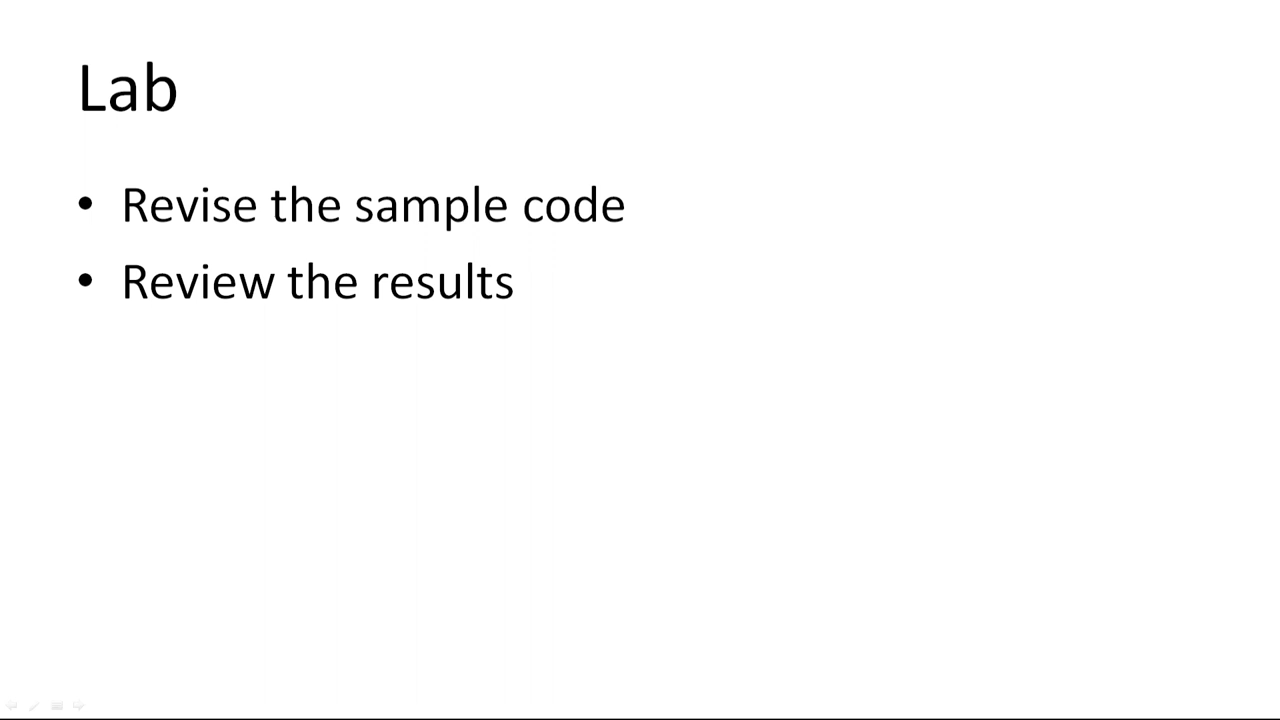 Lab
• Revise the sample code
• Review the results